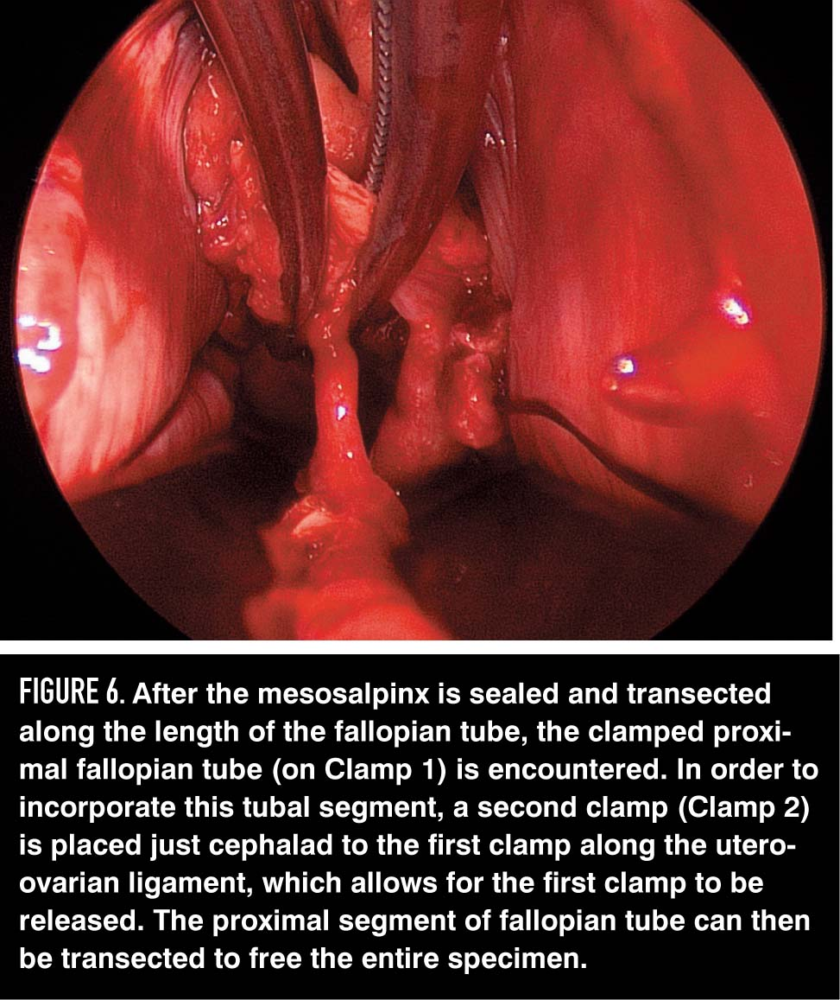 FIGURE 6. After the mesosalpinx is sealed and transected
along the length of the fallopian tube, the clamped proxi-
mal fallopian tube (on Clamp 1) is encountered. In order to
incorporate this tubal segment, a second clamp (Clamp 2)
is placed just cephalad to the first clamp along the utero-
ovarian ligament, which allows for the first clamp to be
released. The proximal segment of fallopian tube can then
be transected to free the entire specimen.